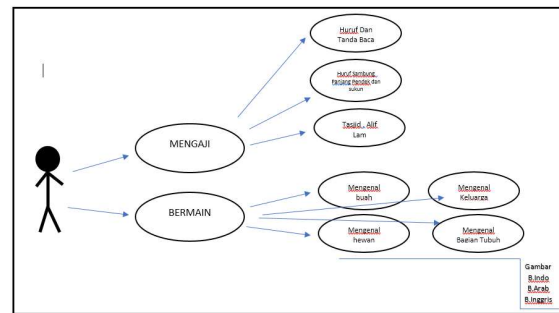 Huruf Dan
Tanda Baca
Huruf Sambung
Panjang Pendek dan
sukun
MENGAJI
Tasjid , Alif
Lam
BERMAIN
Mengenal
buah
Mengenal
Keluarga
Mengenal
hewan
Mengenal
Bagian Tubuh
Gambar
B.Indo
B.Arab
B.Inggris